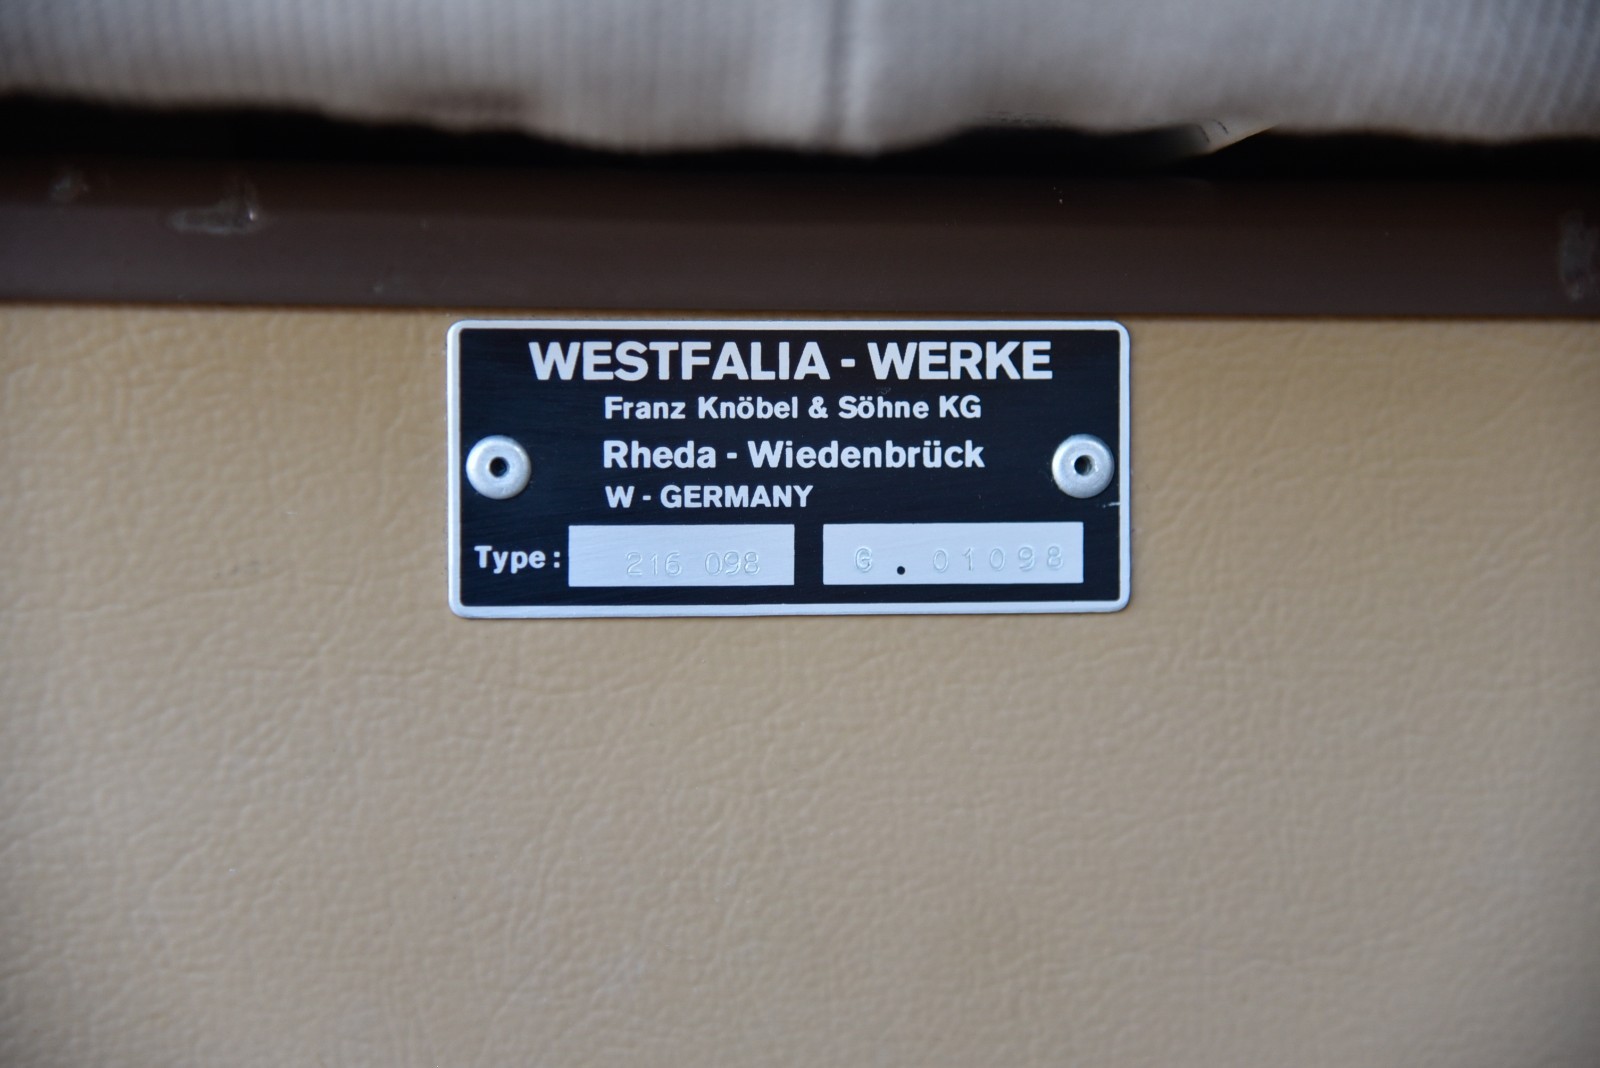 WESTFALIA - WERKE
Franz Knöbel & Söhne KG
Rheda - Wiedenbrück
W - GERMANY
Type: 216 098 G . 01098